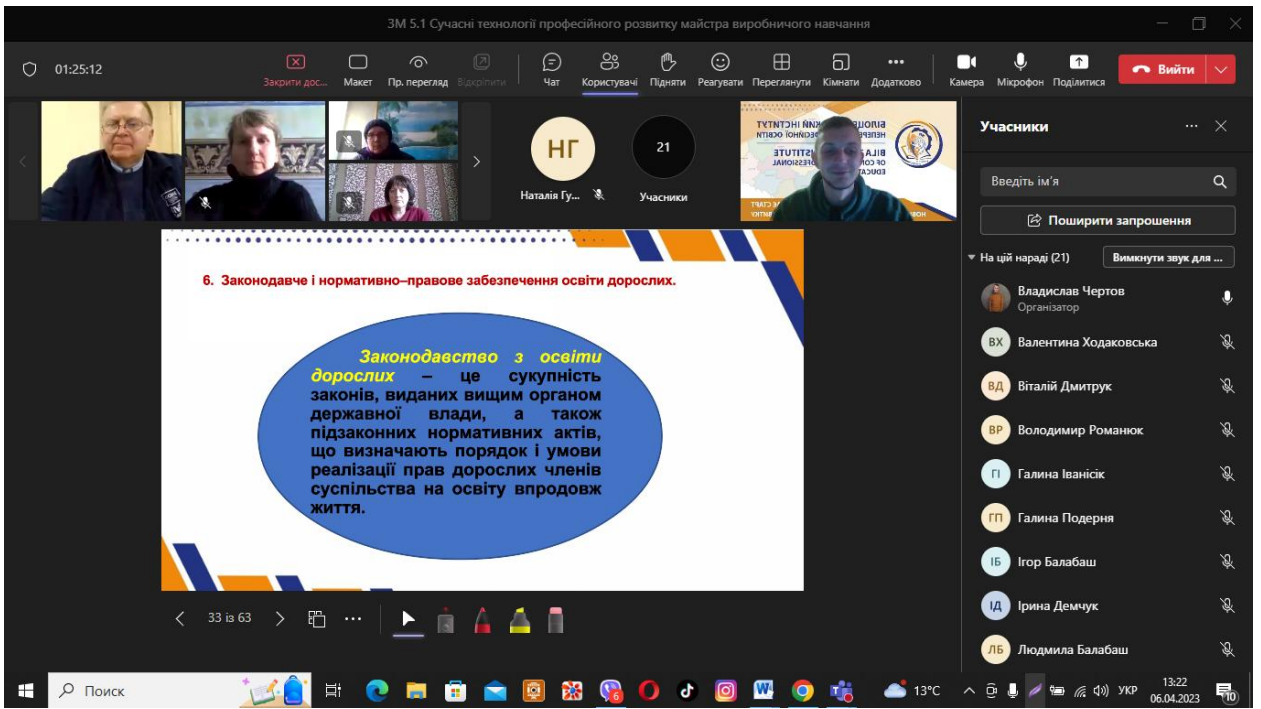 ЗМ 5.1 Сучасні технології професійного розвитку майстра виробничого навчання
01:25:12
Закрити дос...
Макет
Пр. перегляд
Відкріпити
Чат
Користувачі
Підняти
Реагувати
Переглянути
Кімнати
Додатково
Камера
Мікрофон
Поділитися
Вийти
НГ
Наталія Гу...
21
Учасники
6. Законодавче і нормативно–правове забезпечення освіти дорослих.
Законодавство з освіти
дорослих – це сукупність
законів, виданих вищим органом
державної влади, а також
підзаконних нормативних актів,
що визначають порядок і умови
реалізації прав дорослих членів
суспільства на освіту впродовж
життя.
33 із 63
Учасники
Введіть ім’я
Поширити запрошення
На цій нараді (21)
Вимкнути звук для ...
Владислав Чертов
Організатор
ВХ Валентина Ходаковська
ВД Віталій Дмитрук
ВР Володимир Романюк
ГІ Галина Іванісік
ГП Галина Подерня
ІБ Ігор Балабаш
ІД Ірина Демчук
ЛБ Людмила Балабаш
Поиск
6
13°C
УКР
13:22
06.04.2023
10